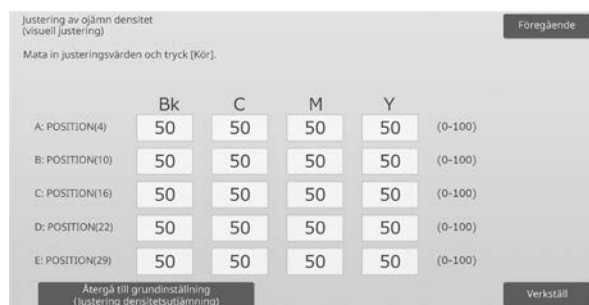 Justering av ojämn densitet
(visuell justering)
Föregående
Mata in justeringsvärden och tryck [Kör].
Bk C M Y
A: POSITION(4) 50 50 50 50 (0-100)
B: POSITION(10) 50 50 50 50 (0-100)
C: POSITION(16) 50 50 50 50 (0-100)
D: POSITION(22) 50 50 50 50 (0-100)
E: POSITION(29) 50 50 50 50 (0-100)
Återgå till grundinställning
(Justering densitetsutjämning)
Verkställ